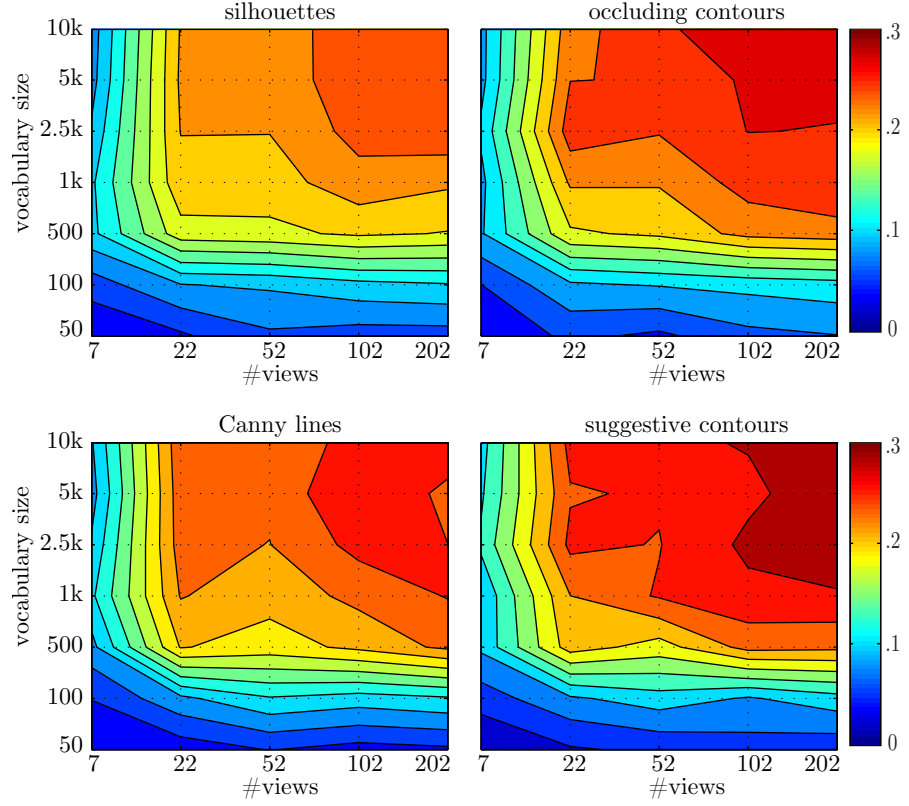 silhouettes
occluding contours
vocabulary size
10k
5k
2.5k
1k
500
100
50
7 22 52 102 202
#views
7 22 52 102 202
#views
.3
.2
.1
0
Canny lines
suggestive contours
vocabulary size
10k
5k
2.5k
1k
500
100
50
7 22 52 102 202
#views
7 22 52 102 202
#views
.3
.2
.1
0